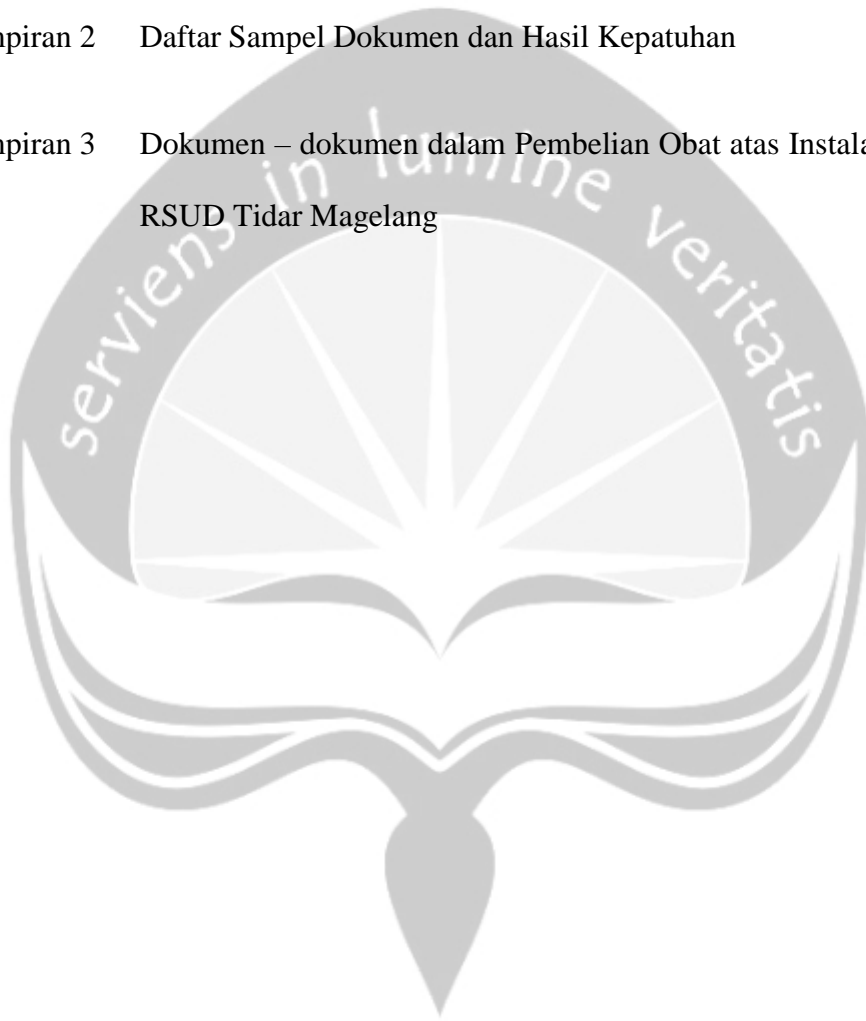 npiran 2 Daftar Sampel Dokumen dan Hasil Kepatuhan
npiran 3 Dokumen – dokumen dalam Pembelian Obat atas Instala
RSUD Tidar Magelang
serviens in lumine veritatis